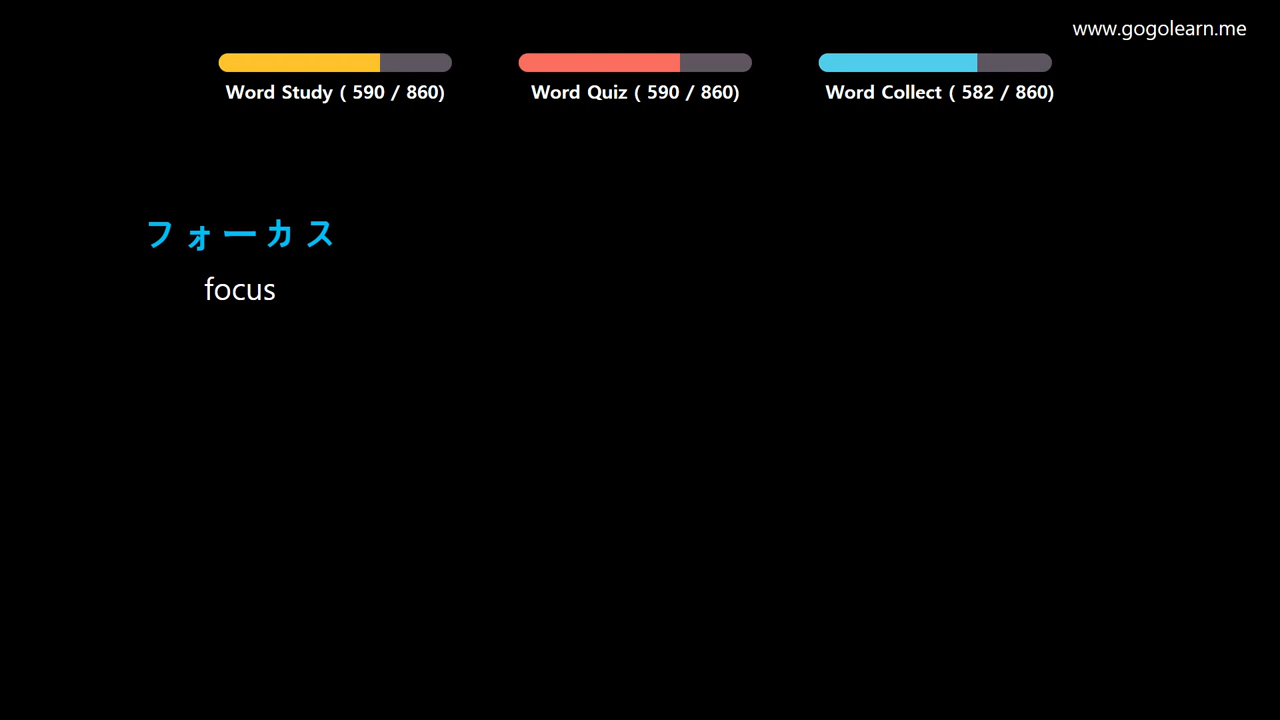 www.gogolearn.me
Word Study ( 590 / 860)
Word Quiz ( 590 / 860)
Word Collect ( 582 / 860)
フォーカス
focus